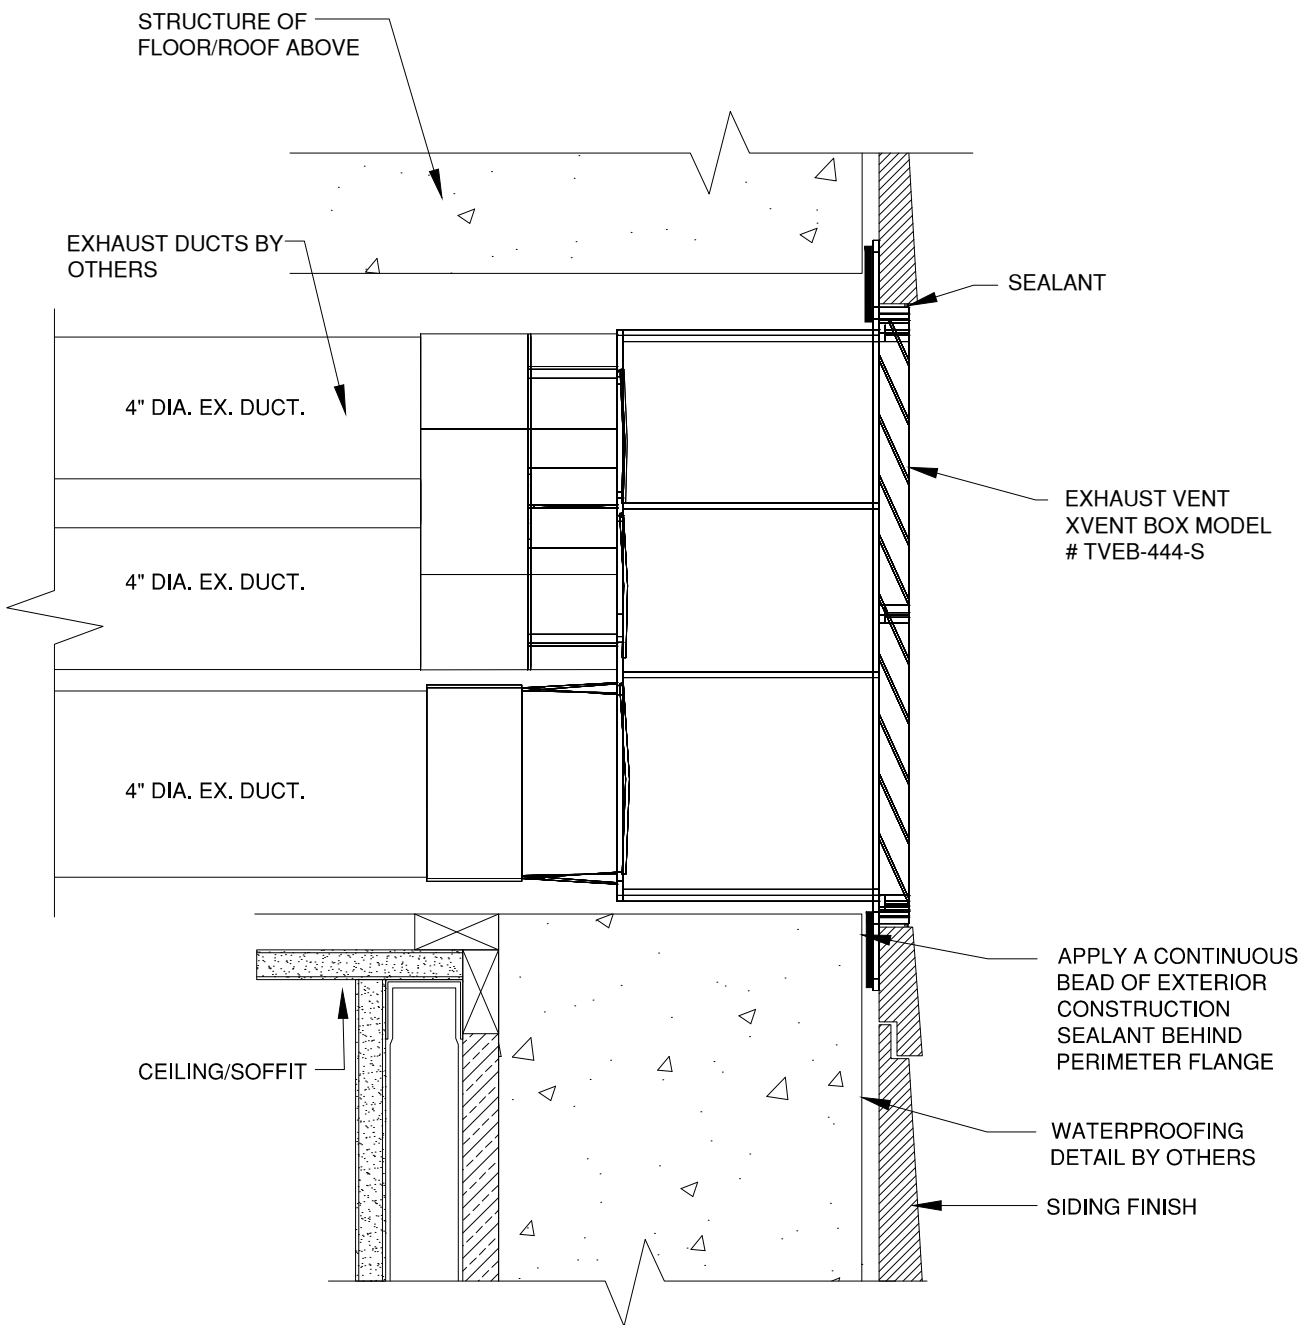 STRUCTURE OF
FLOOR/ROOF ABOVE
EXHAUST DUCTS BY
OTHERS
SEALANT
4" DIA. EX. DUCT.
EXHAUST VENT
XVENT BOX MODEL
# TVEB-444-S
4" DIA. EX. DUCT.
4" DIA. EX. DUCT.
APPLY A CONTINUOUS
BEAD OF EXTERIOR
CONSTRUCTION
SEALANT BEHIND
PERIMETER FLANGE
CEILING/SOFFIT
WATERPROOFING
DETAIL BY OTHERS
SIDING FINISH